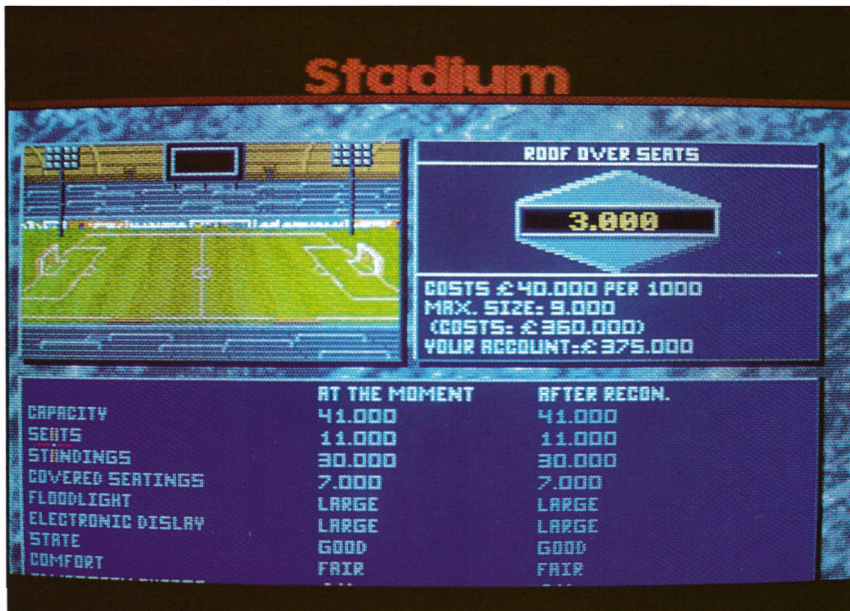 Stadium
ROOF OVER SEATS
3.000
COSTS £40.000 PER 1000
MAX. SIZE: 9.000
(COSTS: £360.000)
YOUR ACCOUNT:£375.000
AT THE MOMENT AFTER RECON.
CAPACITY 41.000 41.000
SEATS 11.000 11.000
STANDINGS 30.000 30.000
COVERED SEATINGS 7.000 7.000
FLOODLIGHT LARGE LARGE
ELECTRONIC DISLAY LARGE LARGE
STATE GOOD GOOD
COMFORT FAIR FAIR